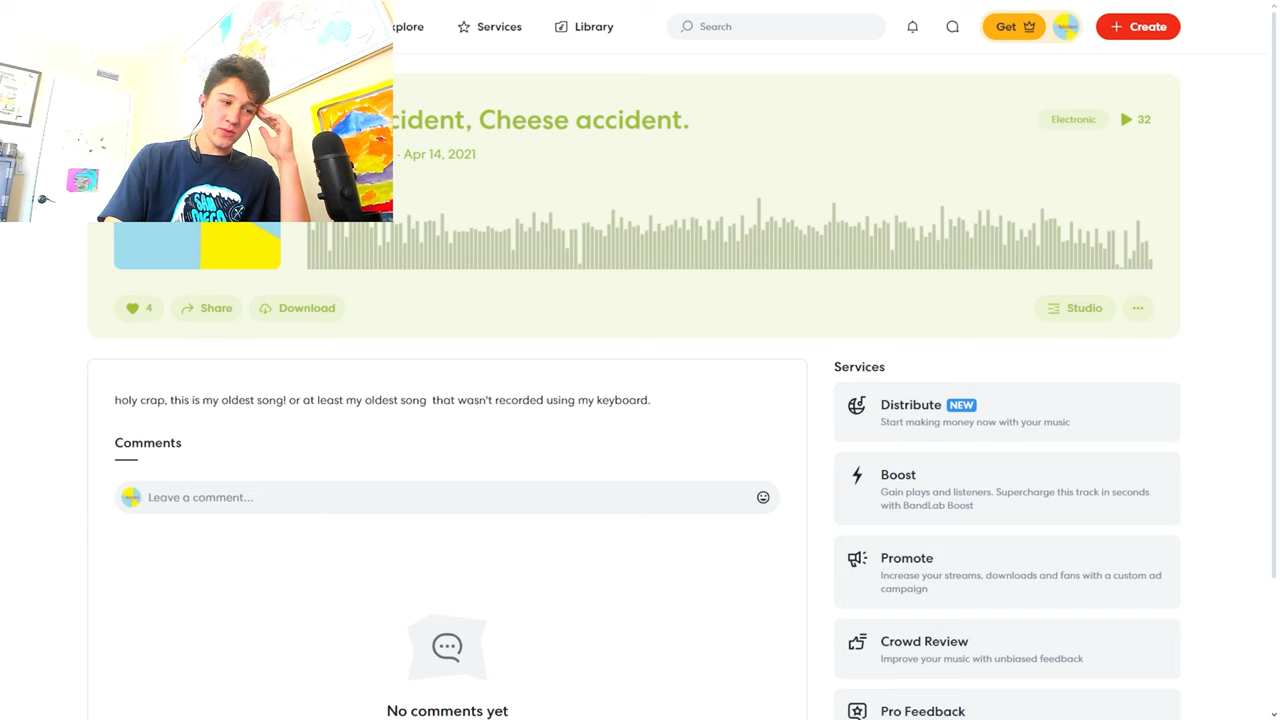 xplore
Services
Library
Search
Get
Create
cident, Cheese accident.
Electronic
32
· Apr 14, 2021
SAN
DIEGO
4
Share
Download
Studio
holy crap, this is my oldest song! or at least my oldest song  that wasn't recorded using my keyboard.
Comments
Leave a comment...
No comments yet
Services
Distribute NEW
Start making money now with your music
Boost
Gain plays and listeners. Supercharge this track in seconds
with BandLab Boost
Promote
Increase your streams, downloads and fans with a custom ad
campaign
Crowd Review
Improve your music with unbiased feedback
Pro Feedback